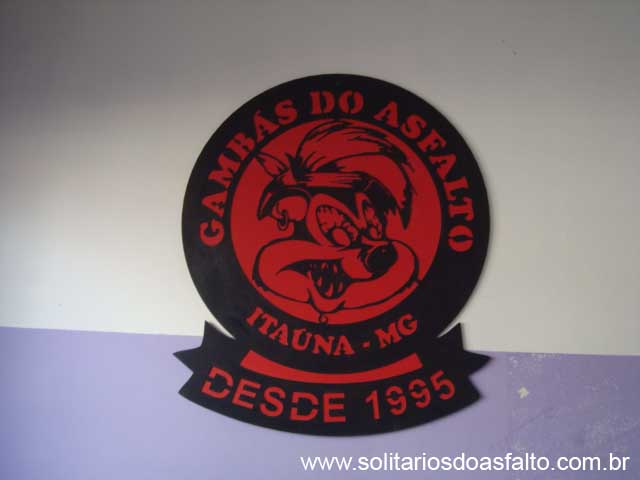 GAMBÁS DO ASFALTO
ITAÚNA - MG
DESDE 1995
www.solitariosdoasfalto.com.br